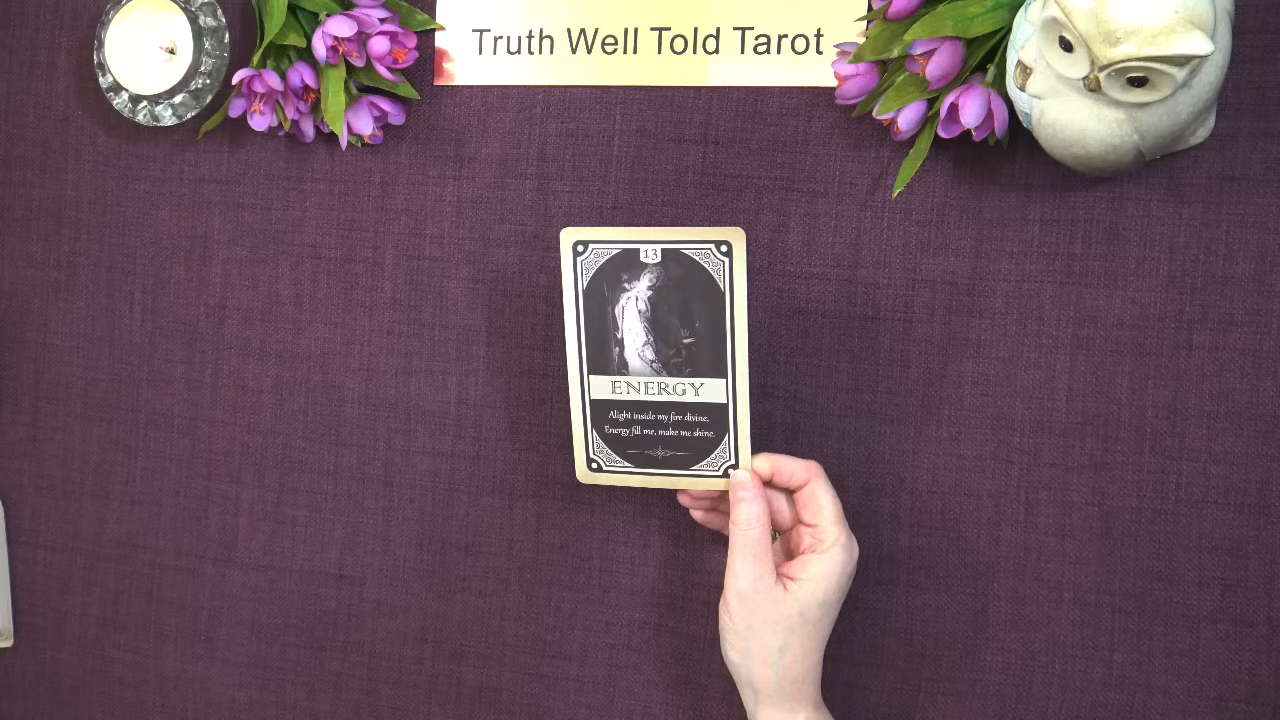 Truth Well Told Tarot
13
ENERGY
Alight inside my fire divine,
Energy fill me, make me shine.